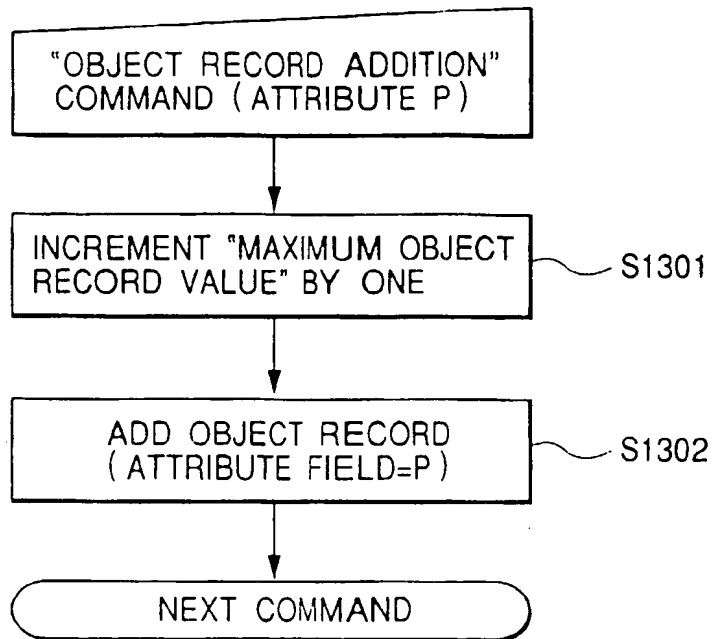 "OBJECT RECORD ADDITION"
COMMAND (ATTRIBUTE P)
INCREMENT "MAXIMUM OBJECT
RECORD VALUE" BY ONE
S1301
ADD OBJECT RECORD
(ATTRIBUTE FIELD=P)
S1302
NEXT COMMAND